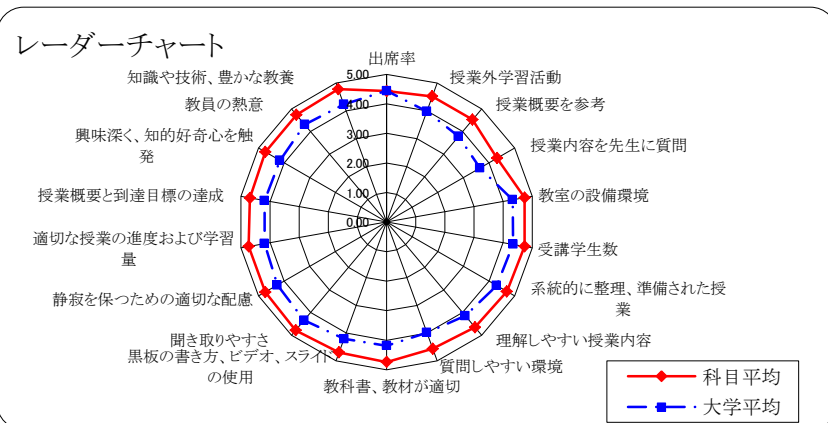 レーダーチャート
出席率
授業外学習活動
授業概要を参考
授業内容を先生に質問
教室の設備環境
受講学生数
系統的に整理、準備された授
業
理解しやすい授業内容
質問しやすい環境
教科書、教材が適切
黒板の書き方、ビデオ、スライド
の使用
聞き取りやすさ
静寂を保つための適切な配慮
適切な授業の進度および学習
量
授業概要と到達目標の達成
興味深く、知的好奇心を触
発
教員の熱意
知識や技術、豊かな教養
5.00
4.00
3.00
2.00
1.00
0.00
科目平均
大学平均